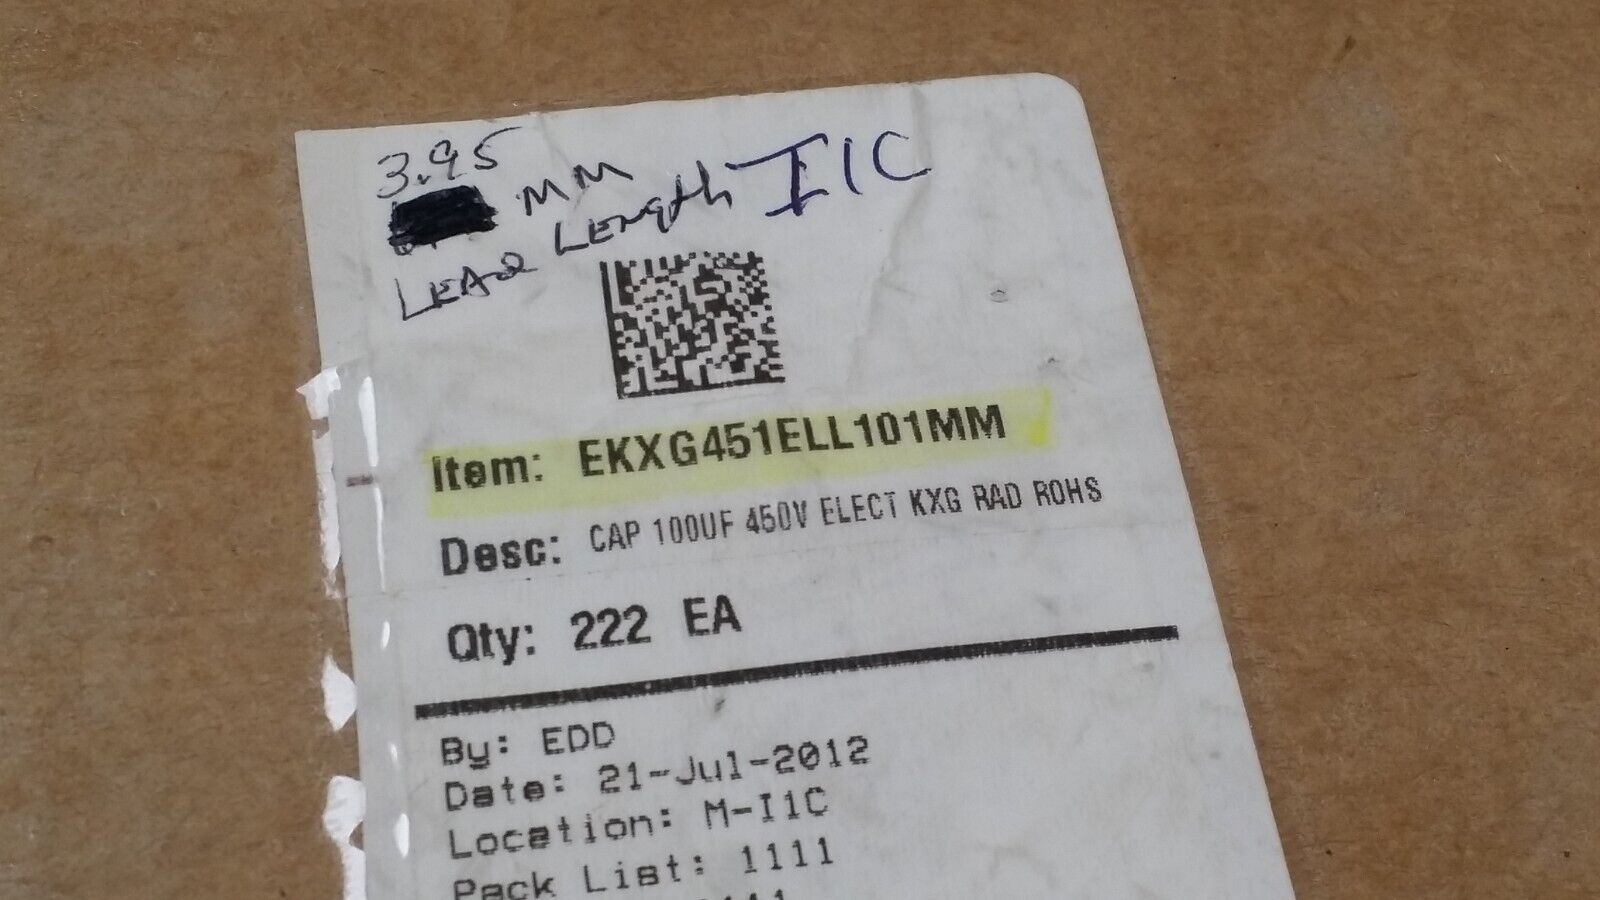 3.95
MM
LEAD LENGTH I1C
Item: EKXG451ELL101MM
Desc: CAP 100UF 450V ELECT KXG RAD ROHS
Qty: 222 EA
By: EDD
Date: 21-Jul-2012
Location: M-I1C
Pack List: 1111